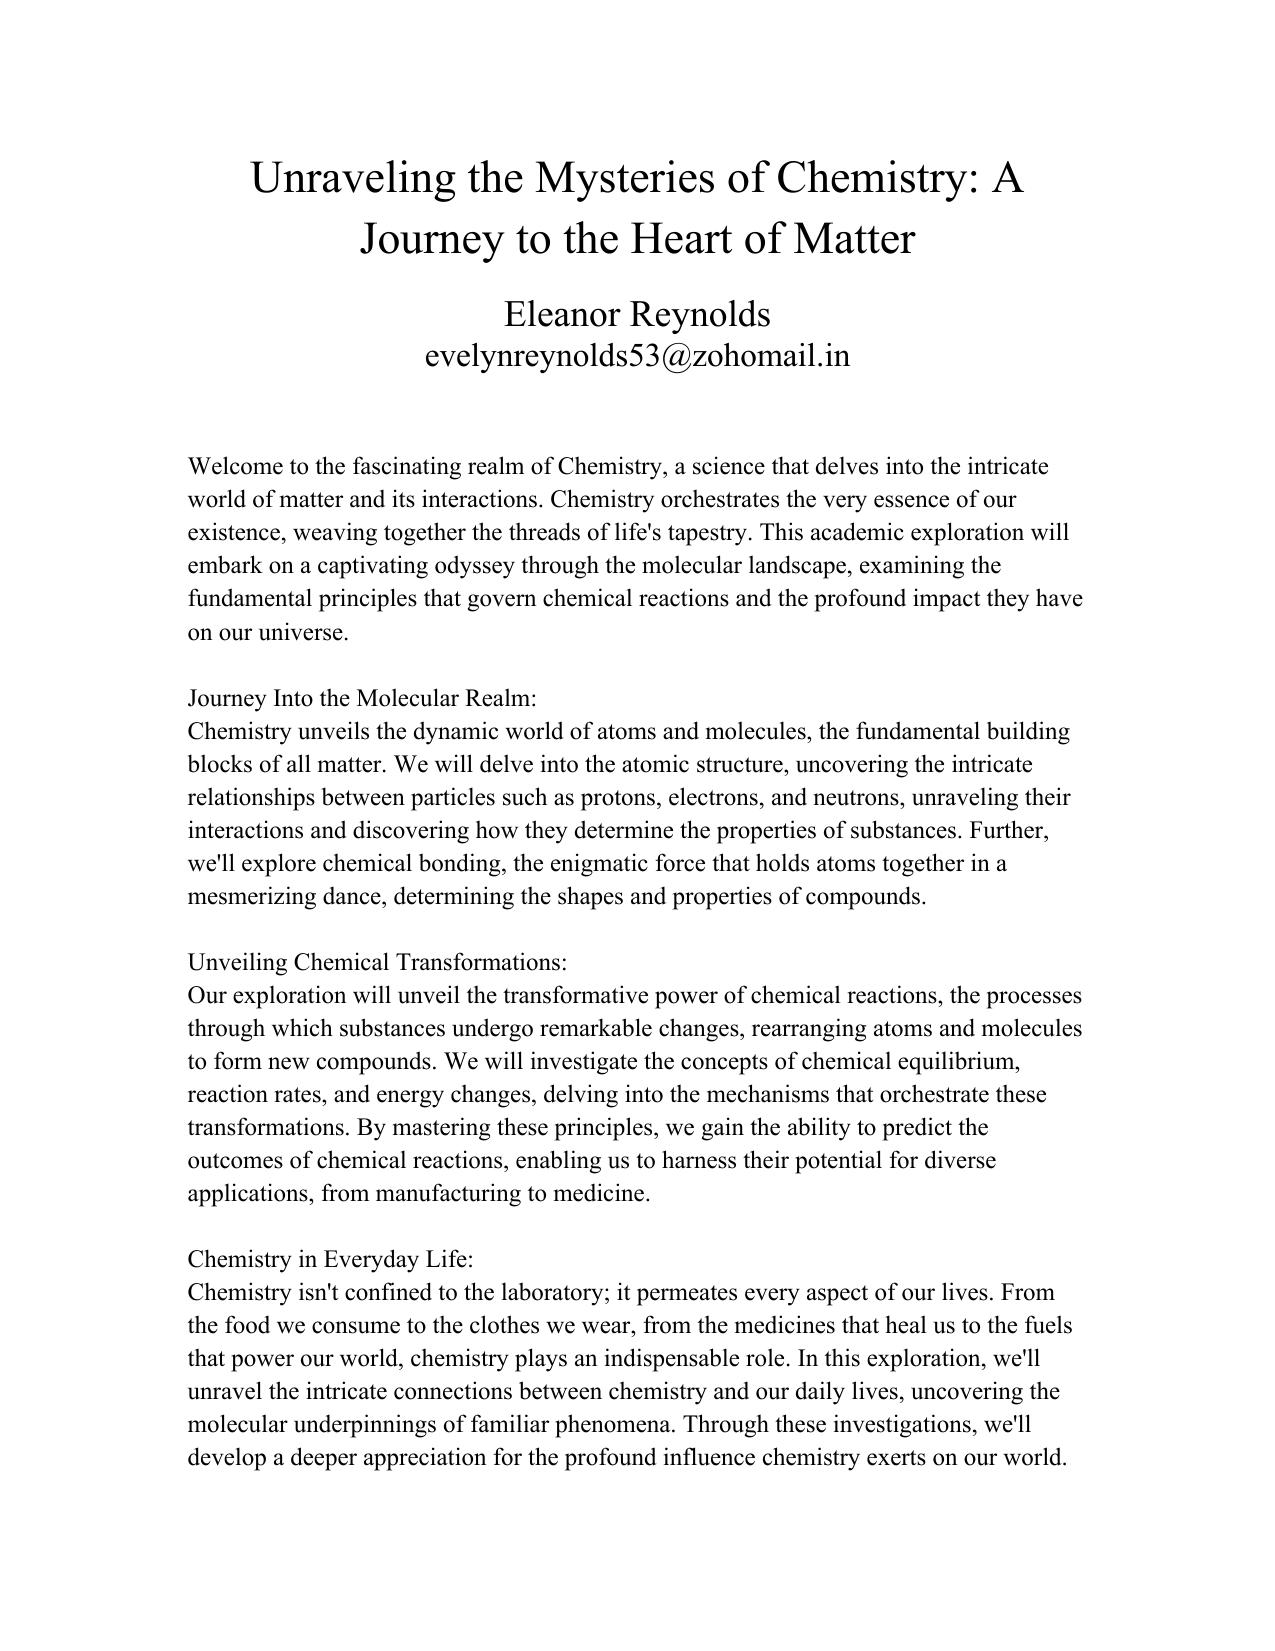 Unraveling the Mysteries of Chemistry: A
Journey to the Heart of Matter
Eleanor Reynolds
evelynreynolds53@zohomail.in
Welcome to the fascinating realm of Chemistry, a science that delves into the intricate
world of matter and its interactions. Chemistry orchestrates the very essence of our
existence, weaving together the threads of life's tapestry. This academic exploration will
embark on a captivating odyssey through the molecular landscape, examining the
fundamental principles that govern chemical reactions and the profound impact they have
on our universe.
Journey Into the Molecular Realm:
Chemistry unveils the dynamic world of atoms and molecules, the fundamental building
blocks of all matter. We will delve into the atomic structure, uncovering the intricate
relationships between particles such as protons, electrons, and neutrons, unraveling their
interactions and discovering how they determine the properties of substances. Further,
we'll explore chemical bonding, the enigmatic force that holds atoms together in a
mesmerizing dance, determining the shapes and properties of compounds.
Unveiling Chemical Transformations:
Our exploration will unveil the transformative power of chemical reactions, the processes
through which substances undergo remarkable changes, rearranging atoms and molecules
to form new compounds. We will investigate the concepts of chemical equilibrium,
reaction rates, and energy changes, delving into the mechanisms that orchestrate these
transformations. By mastering these principles, we gain the ability to predict the
outcomes of chemical reactions, enabling us to harness their potential for diverse
applications, from manufacturing to medicine.
Chemistry in Everyday Life:
Chemistry isn't confined to the laboratory; it permeates every aspect of our lives. From
the food we consume to the clothes we wear, from the medicines that heal us to the fuels
that power our world, chemistry plays an indispensable role. In this exploration, we'll
unravel the intricate connections between chemistry and our daily lives, uncovering the
molecular underpinnings of familiar phenomena. Through these investigations, we'll
develop a deeper appreciation for the profound influence chemistry exerts on our world.